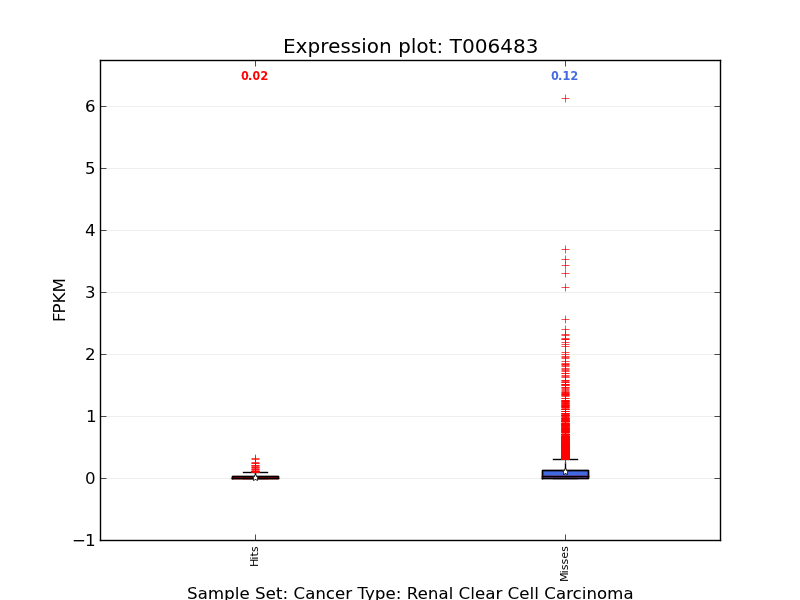 Expression plot: T006483
0.02
0.12
6
5
4
3
2
1
0
−1
FPKM
Hits
Misses
Sample Set: Cancer Type: Renal Clear Cell Carcinoma